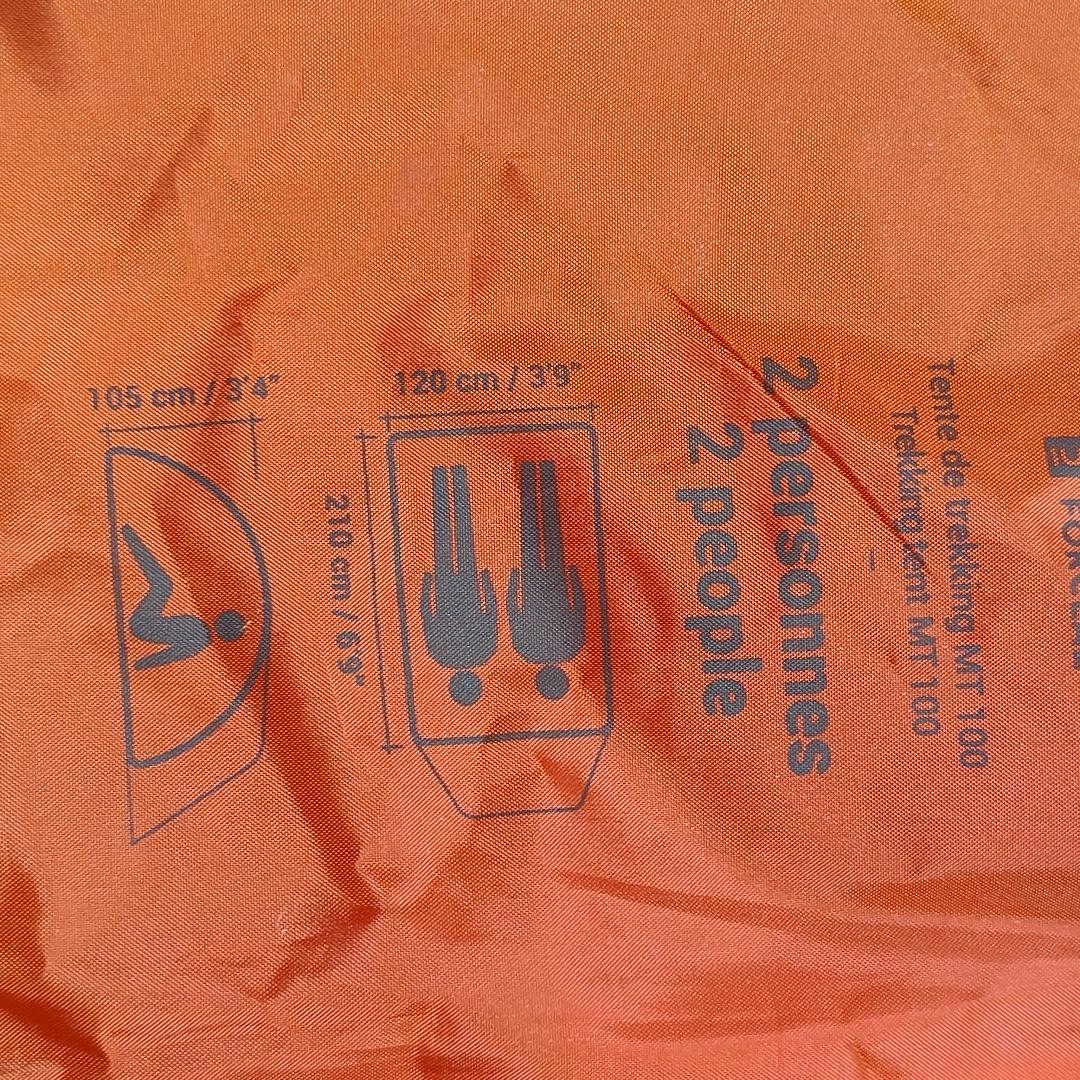 Tente de trekking MT 100
Trekking tent MT 100
2 personnes
2 people
120 cm / 3'9"
210 cm / 6'9"
105 cm / 3'4"